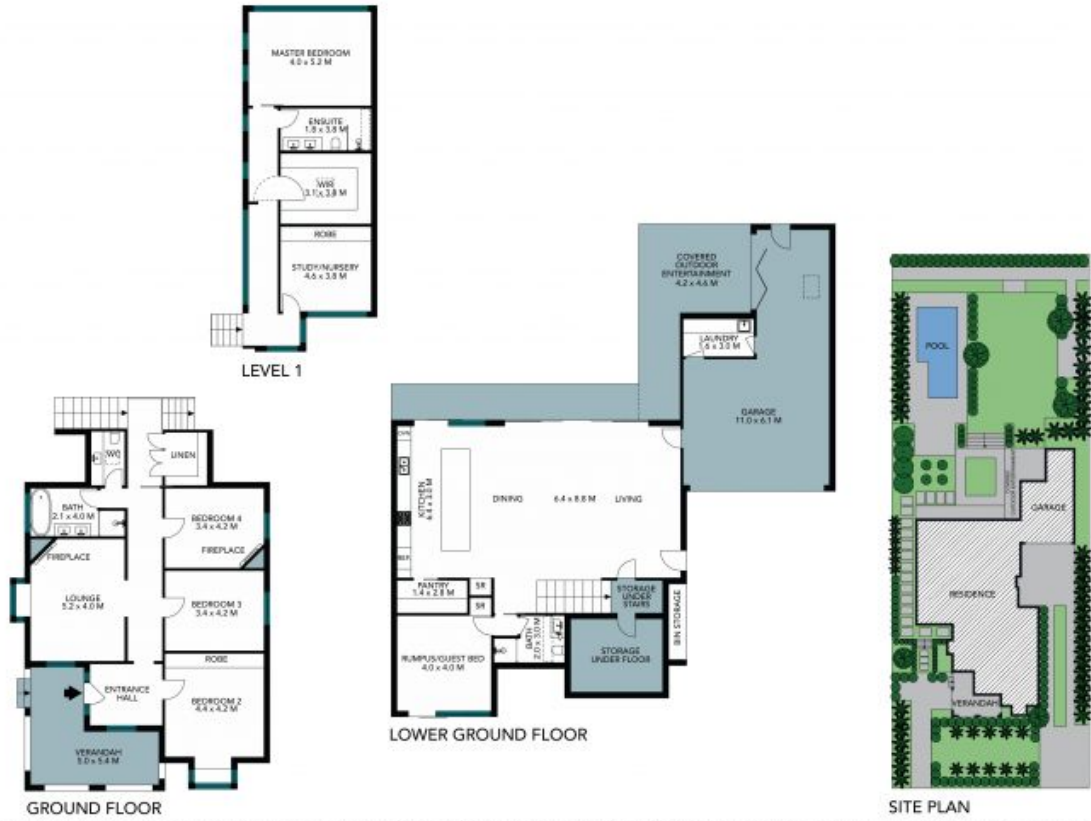 MASTER BEDROOM
4.0 x 5.2 M
ENSUITE
1.8 x 3.8 M
WIR
3.1 x 3.8 M
ROBE
STUDY/NURSERY
4.6 x 3.8 M
LEVEL 1
WC
LINEN
BATH
2.1 x 4.0 M
BEDROOM 4
3.4 x 4.2 M
FIREPLACE
FIREPLACE
LOUNGE
5.2 x 4.0 M
BEDROOM 3
3.4 x 4.2 M
ROBE
ENTRANCE
HALL
BEDROOM 2
4.4 x 4.2 M
VERANDAH
5.0 x 5.4 M
GROUND FLOOR
COVERED
OUTDOOR
ENTERTAINMENT
4.2 x 4.6 M
LAUNDRY
1.6 x 3.0 M
GARAGE
11.0 x 6.1 M
KITCHEN
6.4 x 3.0 M
DINING
6.4 x 8.8 M
LIVING
REF
PANTRY
1.4 x 2.8 M
SR
SR
STORAGE
UNDER
STAIRS
BIN STORAGE
BATH
2.0 x 3.0 M
RUMPUS/GUEST BED
4.0 x 4.0 M
STORAGE
UNDER FLOOR
LOWER GROUND FLOOR
POOL
GARAGE
RESIDENCE
VERANDAH
SITE PLAN